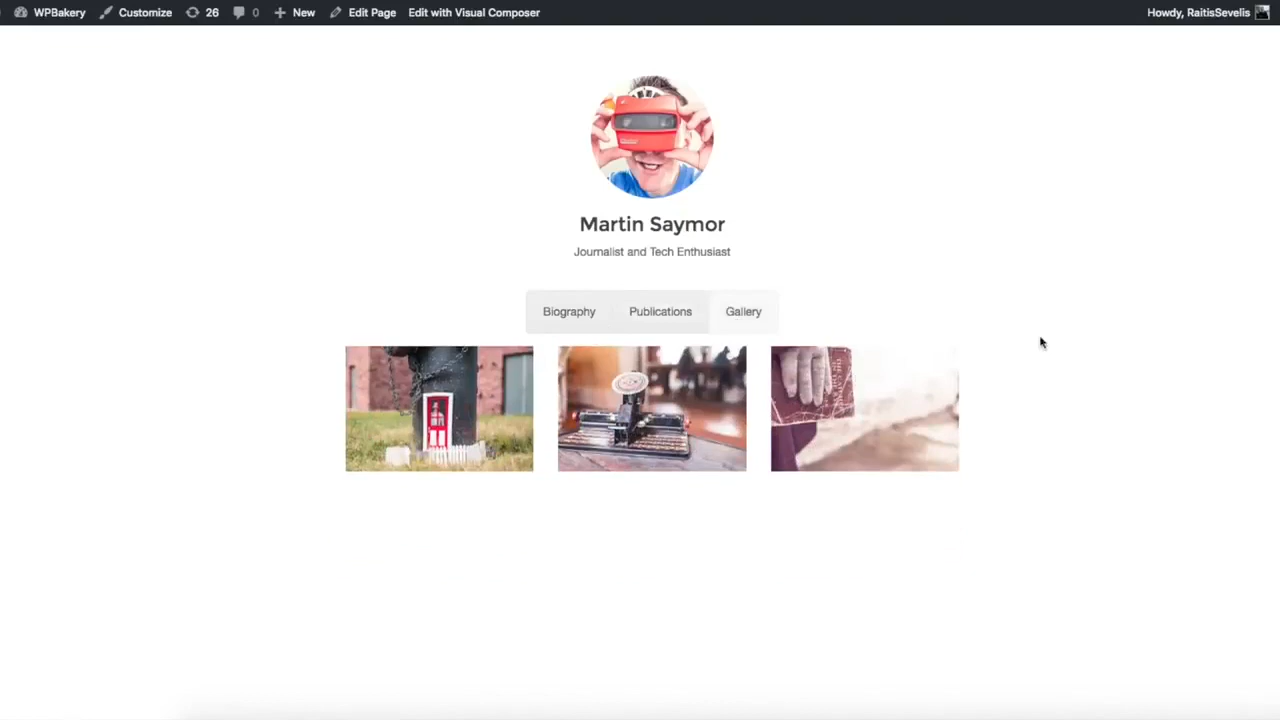 WPBakery Customize 26 0 New Edit Page Edit with Visual Composer Howdy, RaitisSevelis
Martin Saymor
Journalist and Tech Enthusiast
Biography Publications Gallery